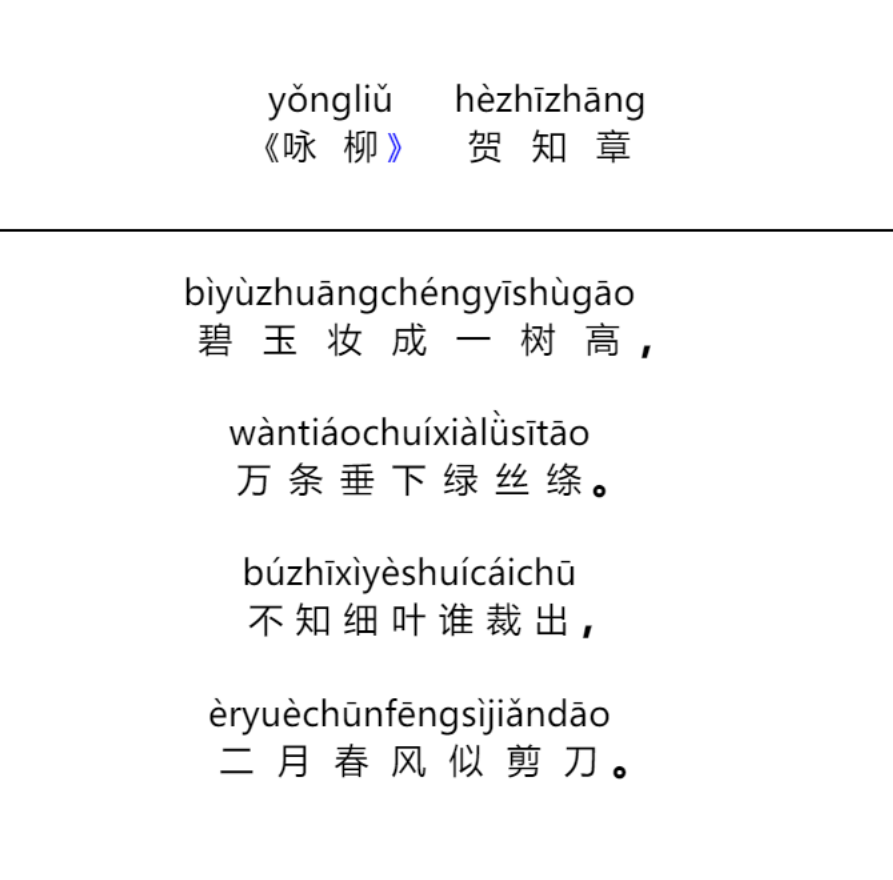 yǒngliǔ hèzhīzhāng
《咏柳》 贺知章
bìyùzhuāngchéngyīshùgāo
碧玉妆成一树高，
wàntiáochuíxiàlǜsītāo
万条垂下绿丝绦。
búzhīxìyèshuícáichū
不知细叶谁裁出，
èryuèchūnfēngsìjiǎndāo
二月春风似剪刀。